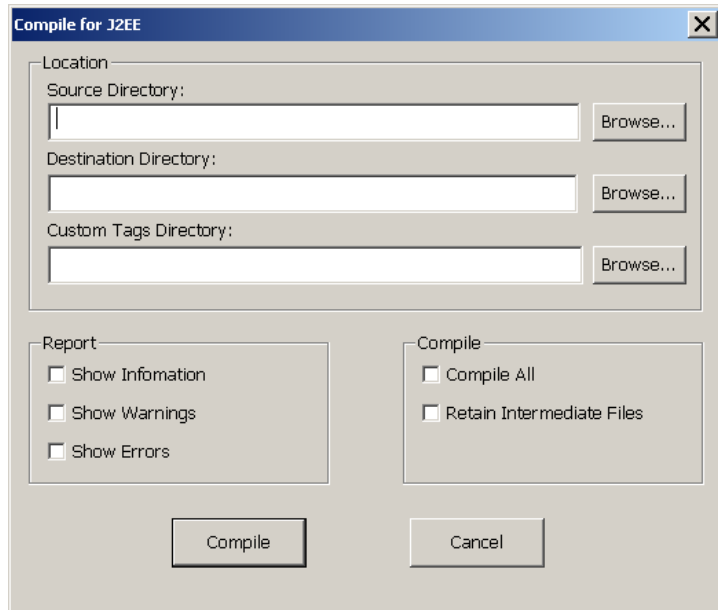 Compile for J2EE
Location
Source Directory:
Browse...
Destination Directory:
Browse...
Custom Tags Directory:
Browse...
Report
Show Infomation
Show Warnings
Show Errors
Compile
Compile All
Retain Intermediate Files
Compile
Cancel